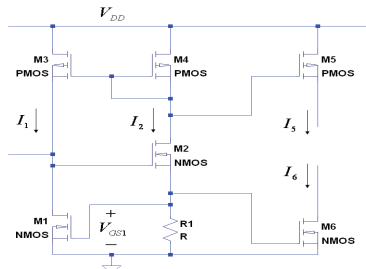 V_DD
M3
PMOS
M4
PMOS
M5
PMOS
I_1
I_2
I_5
M2
NMOS
I_6
M1
NMOS
+
V_GS1
–
R1
R
M6
NMOS